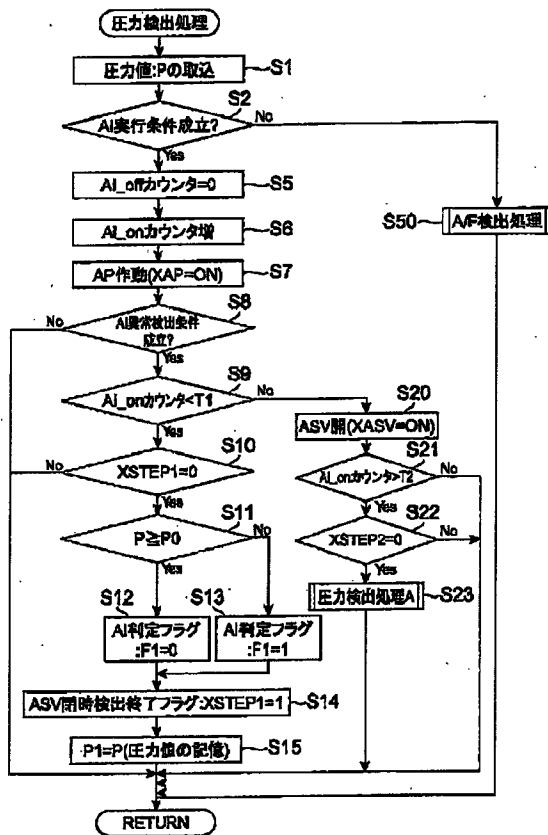 圧力検出処理
圧力値:Pの取込
S1
S2
AI実行条件成立?
No
Yes
AI_offカウンタ=0
S5
S50
A/F検出処理
AI_onカウンタ増
S6
AP作動(XAP=ON)
S7
S8
No
AI異常検出条件
成立?
Yes
S9
AI_onカウンタ<T1
No
Yes
S20
ASV開(XASV=ON)
S10
No
XSTEP1=0
Yes
S21
AI_onカウンタ>T2
No
Yes
S11
P≧P0
No
Yes
S22
XSTEP2=0
No
Yes
圧力検出処理A
S23
S12
AI判定フラグ
:F1=0
S13
AI判定フラグ
:F1=1
ASV閉時検出終了フラグ:XSTEP1=1
S14
P1=P(圧力値の記憶)
S15
RETURN